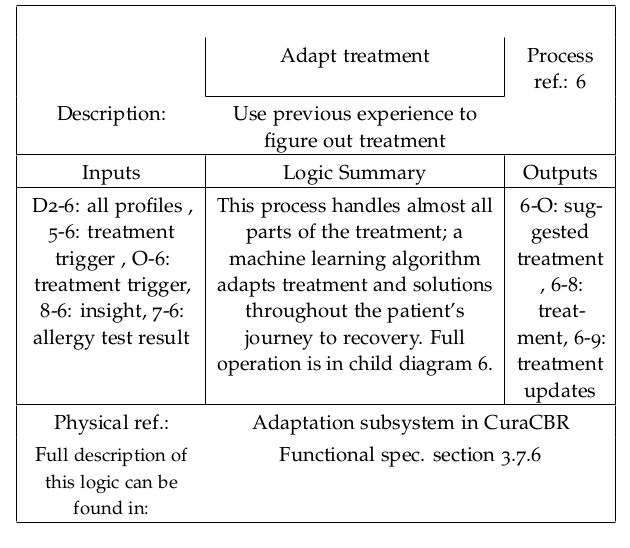 Adapt treatment
Process
ref.: 6
Description:
Use previous experience to
figure out treatment
Inputs
Logic Summary
Outputs
D2-6: all profiles ,
5-6: treatment
trigger , O-6:
treatment trigger,
8-6: insight, 7-6:
allergy test result
This process handles almost all
parts of the treatment; a
machine learning algorithm
adapts treatment and solutions
throughout the patient's
journey to recovery. Full
operation is in child diagram 6.
6-O: sug-
gested
treatment
, 6-8:
treat-
ment, 6-9:
treatment
updates
Physical ref.:
Adaptation subsystem in CuraCBR
Full description of
this logic can be
found in:
Functional spec. section 3.7.6